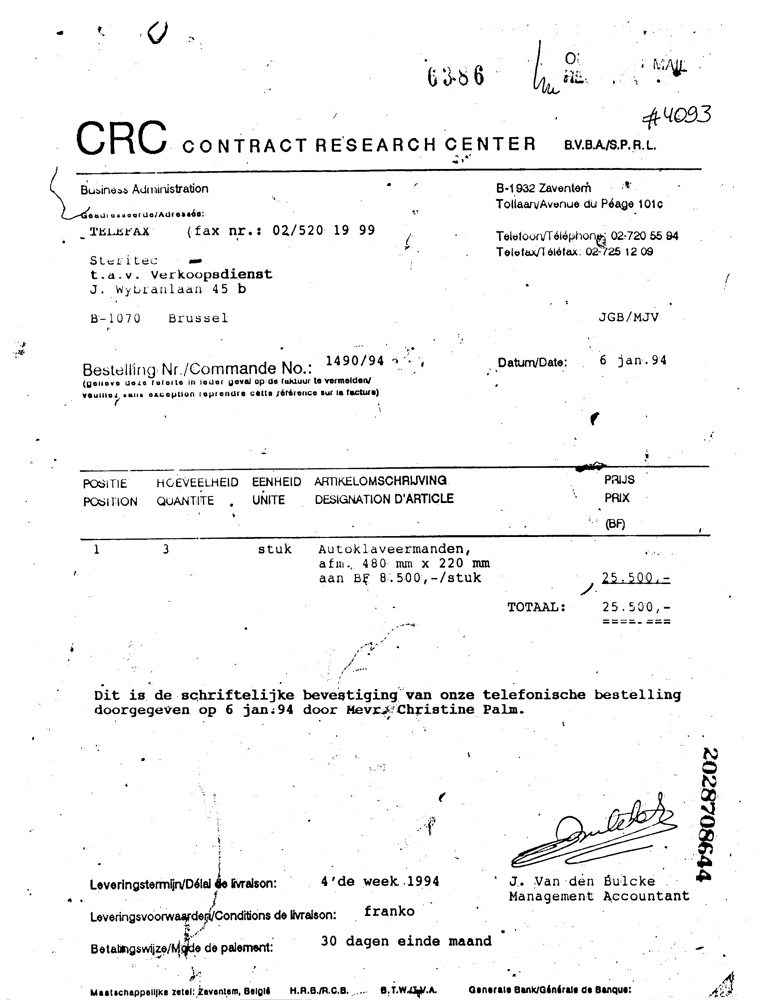 6386
MAIL
#4093
CRC CONTRACT RESEARCH CENTER B.V.B.A./S.P.R.L.
Business Administration
B-1932 Zaventem
Tollaan/Avenue du Péage 101c
Geadresseerde/Adressée:
TELEFAX (fax nr.: 02/520 19 99
Telefoon/Téléphone: 02-720 55 94
Telefax/Téléfax: 02-725 12 09
Steritec
t.a.v. Verkoopsdienst
J. Wybranlaan 45 b
B-1070 Brussel
JGB/MJV
Bestelling Nr./Commande No.: 1490/94
Datum/Date: 6 jan.94
(gelieve deze referte in ieder geval op de faktuur te vermelden/
veuillez sans exception reprendre cette référence sur la facture)
POSITIE HOEVEELHEID EENHEID ARTIKELOMSCHRIJVING PRIJS
POSITION QUANTITE UNITE DESIGNATION D'ARTICLE PRIX
(BF)
1 3 stuk Autoklaveermanden,
afm. 480 mm x 220 mm
aan BF 8.500,-/stuk 25.500,-
TOTAAL: 25.500,-
Dit is de schriftelijke bevestiging van onze telefonische bestelling
doorgegeven op 6 jan.94 door Mevr. Christine Palm.
2028708644
Leveringstermijn/Délai de livraison: 4'de week 1994
J. Van den Bulcke
Management Accountant
Leveringsvoorwaarden/Conditions de livraison: franko
Betalingswijze/Mode de paiement: 30 dagen einde maand
Maatschappelijke zetel: Zaventem, België H.R.B./R.C.B. .... B.T.W./T.V.A. Generale Bank/Générale de Banque: